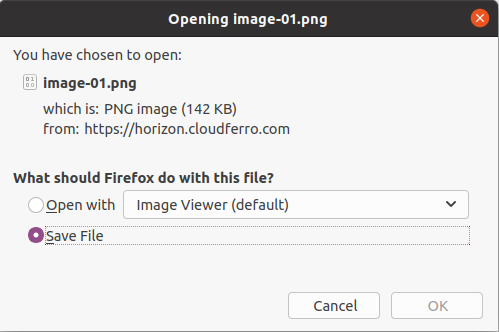 Opening image-01.png
You have chosen to open:
image-01.png
which is: PNG image (142 KB)
from: https://horizon.cloudferro.com
What should Firefox do with this file?
Open with
Image Viewer (default)
Save File
Cancel
OK